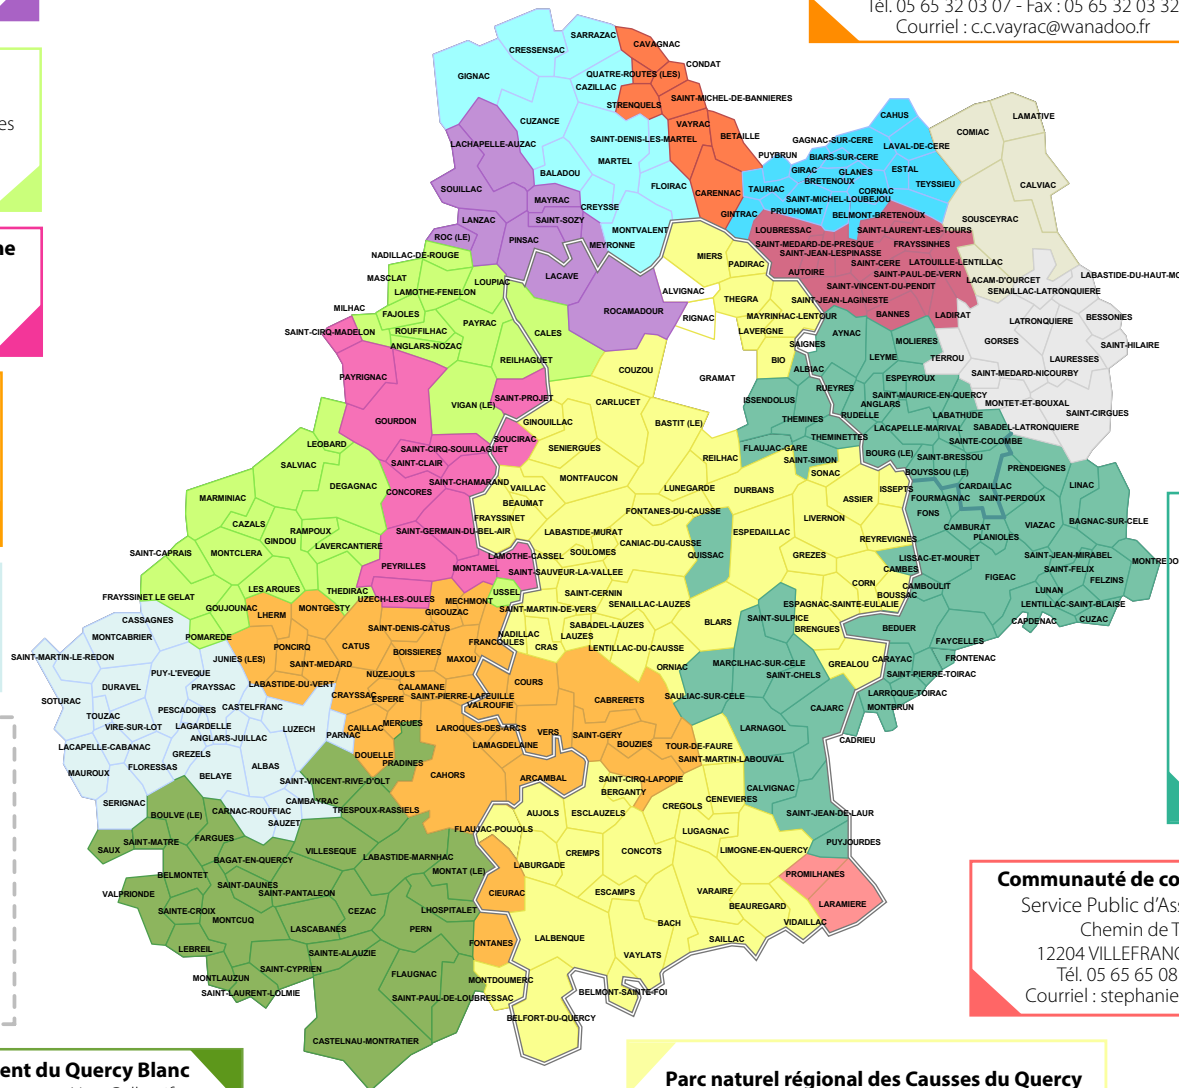 Tél. 05 65 32 03 07 - Fax : 05 65 32 03 32
Courriel : c.c.vayrac@wanadoo.fr
SARRAZAC
CAVAGNAC
CRESSENSAC
CONDAT
GIGNAC
QUATRE-ROUTES (LES)
CAZILLAC
STRENQUELS
SAINT-MICHEL-DE-BANNIERES
CUZANCE
VAYRAC
BETAILLE
SAINT-DENIS-LES-MARTEL
LACHAPELLE-AUZAC
MARTEL
BALADOU
SOUILLAC
FLOIRAC
CARENNAC
MAYRAC
CREYSSE
LANZAC
SAINT-SOZY
MONTVALENT
ROC (LE)
PINSAC
MEYRONNE
CAHUS
COMIAC
LAMATIVE
GAGNAC-SUR-CERE
LAVAL-DE-CERE
PUYBRUN
BIARS-SUR-CERE
GIRAC
GLANES
ESTAL
BRETENOUX
TEYSSIEU
CALVIAC
TAURIAC
CORNAC
SAINT-MICHEL-LOUBEJOU
PRUDHOMAT
GINTRAC
BELMONT-BRETENOUX
SOUSCEYRAC
LOUBRESSAC
SAINT-LAURENT-LES-TOURS
SAINT-MEDARD-DE-PRESQUE
FRAYSSINHES
SAINT-JEAN-LESPINASSE
SAINT-CERE
LATOUILLE-LENTILLAC
AUTOIRE
SAINT-PAUL-DE-VERN
SAINT-VINCENT-DU-PENDIT
SAINT-JEAN-LAGINESTE
BANNES
LADIRAT
LACAM-D'OURCET
LABASTIDE-DU-HAUT-MO
SENAILLAC-LATRONQUIERE
LATRONQUIERE
BESSONIES
GORSES
SAINT-HILAIRE
LAURESSES
TERROU
SAINT-MEDARD-NICOURBY
MONTET-ET-BOUXAL
SAINT-CIRGUES
SABADEL-LATRONQUIERE
es
ne
NADILLAC-DE-ROUGE
MASCLAT
LOUPIAC
LACAVE
LAMOTHE-FENELON
MILHAC
FAJOLES
SAINT-CIRQ-MADELON
ROUFFILHAC
PAYRAC
CALES
ANGLARS-NOZAC
REILHAGUET
ROCAMADOUR
ALVIGNAC
RIGNAC
MIERS
PADIRAC
THEGRA
MAYRINHAC-LENTOUR
LAVERGNE
BIO
SAIGNES
ALBIAC
GRAMAT
AYNAC
MOLIERES
LEYME
ESPEYROUX
RUEYRES
SAINT-MAURICE-EN-QUERCY
ANGLARS
RUDELLE
LABATHUDE
LACAPELLE-MARIVAL
SAINTE-COLOMBE
ISSENDOLUS
THEMINES
THEMINETTES
FLAUJAC-GARE
SAINT-SIMON
BOURG (LE)
SAINT-BRESSOU
BOUYSSOU (LE)
PRENDEIGNES
CARDAILLAC
FOURMAGNAC
SAINT-PERDOUX
LINAC
FONS
CAMBURAT
VIAZAC
BAGNAC-SUR-CELE
PLANIOLES
PAYRIGNAC
SAINT-PROJET
VIGAN (LE)
COUZOU
CARLUCET
GOURDON
GINOUILLAC
BASTIT (LE)
SOUCIRAC
LEOBARD
SAINT-CIRQ-SOUILLAGUET
SENIERGUES
SAINT-CLAIR
REILHAC
SALVIAC
DEGAGNAC
SAINT-CHAMARAND
MONTFAUCON
SONAC
CONCORES
VAILLAC
LUNEGARDE
DURBANS
ISSEPTS
ASSIER
MARMINIAC
BEAUMAT
FONTANES-DU-CAUSSE
FRAYSSINET
LIVERNON
CAZALS
RAMPOUX
SAINT-GERMAIN-DU-BEL-AIR
LABASTIDE-MURAT
ESPEDAILLAC
REYREVIGNES
GINDOU
LAVERCANTIERE
CANIAC-DU-CAUSSE
SAINT-CAPRAIS
MONTCLERA
LAMOTHE-CASSEL
SOULOMES
QUISSAC
GREZES
LISSAC-ET-MOURET
SAINT-JEAN-MIRABEL
PEYRILLES
MONTAMEL
SAINT-SAUVEUR-LA-VALLEE
CAMBES
SAINT-FELIX
MONTREDO
FIGEAC
FELZINS
LES ARQUES
THEDIRAC
USSEL
SAINT-CERNIN
CORN
CAMBOULIT
LUNAN
FRAYSSINET LE GELAT
UZECH-LES-OULES
MECHMONT
BOUSSAC
GOUJOUNAC
MONTGESTY
GIGOUZAC
SAINT-MARTIN-DE-VERS
SENAILLAC-LAUZES
ESPAGNAC-SAINTE-EULALIE
LENTILLAC-SAINT-BLAISE
LHERM
SAINT-SULPICE
CAPDENAC
CUZAC
CASSAGNES
SAINT-DENIS-CATUS
SABADEL-LAUZES
BLARS
BRENGUES
BEDUER
MONTCABRIER
POMAREDE
NADILLAC
LAUZES
FAYCELLES
PONCIRQ
CATUS
FRANCOULES
CRAS
LENTILLAC-DU-CAUSSE
SAINT-MARTIN-LE-REDON
JUNIES (LES)
BOISSIERES
MAXOU
ORNIAC
MARCILHAC-SUR-CELE
GREALOU
CARAYAC
FRONTENAC
SAINT-MEDARD
SAINT-CHELS
SAINT-PIERRE-TOIRAC
PUY-L'EVEQUE
NUZEJOULS
COURS
DURAVEL
PRAYSSAC
LABASTIDE-DU-VERT
CALAMANE
CRAYSSAC
ESPERE
SAINT-PIERRE-LAFEUILLE
CABRERETS
SAULIAC-SUR-CELE
LARROQUE-TOIRAC
SOTURAC
VALROUFIE
CAJARC
MONTBRUN
PESCADOIRES
CASTELFRANC
TOUZAC
MERCUES
VIRE-SUR-LOT
LAGARDELLE
LUZECH
CAILLAC
LAROQUES-DES-ARCS
VERS
SAINT-GERY
LARNAGOL
ANGLARS-JUILLAC
PARNAC
CADRIEU
LACAPELLE-CABANAC
LAMAGDELAINE
BOUZIES
TOUR-DE-FAURE
GREZELS
DOUELLE
SAINT-MARTIN-LABOUVAL
FLORESSAS
ALBAS
PRADINES
MAUROUX
BELAYE
CAHORS
ARCAMBAL
SAINT-CIRQ-LAPOPIE
SAINT-VINCENT-RIVE-D'OLT
CALVIGNAC
BERGANTY
SERIGNAC
CAMBAYRAC
CENEVIERES
BOULVE (LE)
CARNAC-ROUFFIAC
TRESPOUX-RASSIELS
AUJOLS
ESCLAUZELS
CREGOLS
SAINT-JEAN-DE-LAUR
SAUZET
FLAUJAC-POUJOLS
LUGAGNAC
SAINT-MATRE
FARGUES
SAUX
VILLESEQUE
LABASTIDE-MARNHAC
PUYJOURDES
CREMPS
CONCOTS
LIMOGNE-EN-QUERCY
BAGAT-EN-QUERCY
LABURGADE
BELMONTET
MONTAT (LE)
PROMILHANES
VALPRIONDE
SAINT-DAUNES
CIEURAC
ESCAMPS
VARAIRE
SAINT-PANTALEON
LARAMIERE
BEAUREGARD
SAINTE-CROIX
CEZAC
LHOSPITALET
MONTCUQ
BACH
VIDAILLAC
LASCABANES
PERN
LALBENQUE
SAILLAC
LEBREIL
FONTANES
SAINTE-ALAUZIE
VAYLATS
SAINT-CYPRIEN
FLAUGNAC
MONTLAUZUN
MONTDOUMERC
SAINT-LAURENT-LOLMIE
SAINT-PAUL-DE-LOUBRESSAC
BELMONT-SAINTE-FOI
BELFORT-DU-QUERCY
CASTELNAU-MONTRATIER
Communauté de co
Service Public d'Ass
Chemin de T
12204 VILLEFRANC
Tél. 05 65 65 08
Courriel : stephanie
ent du Quercy Blanc
Parc naturel régional des Causses du Quercy